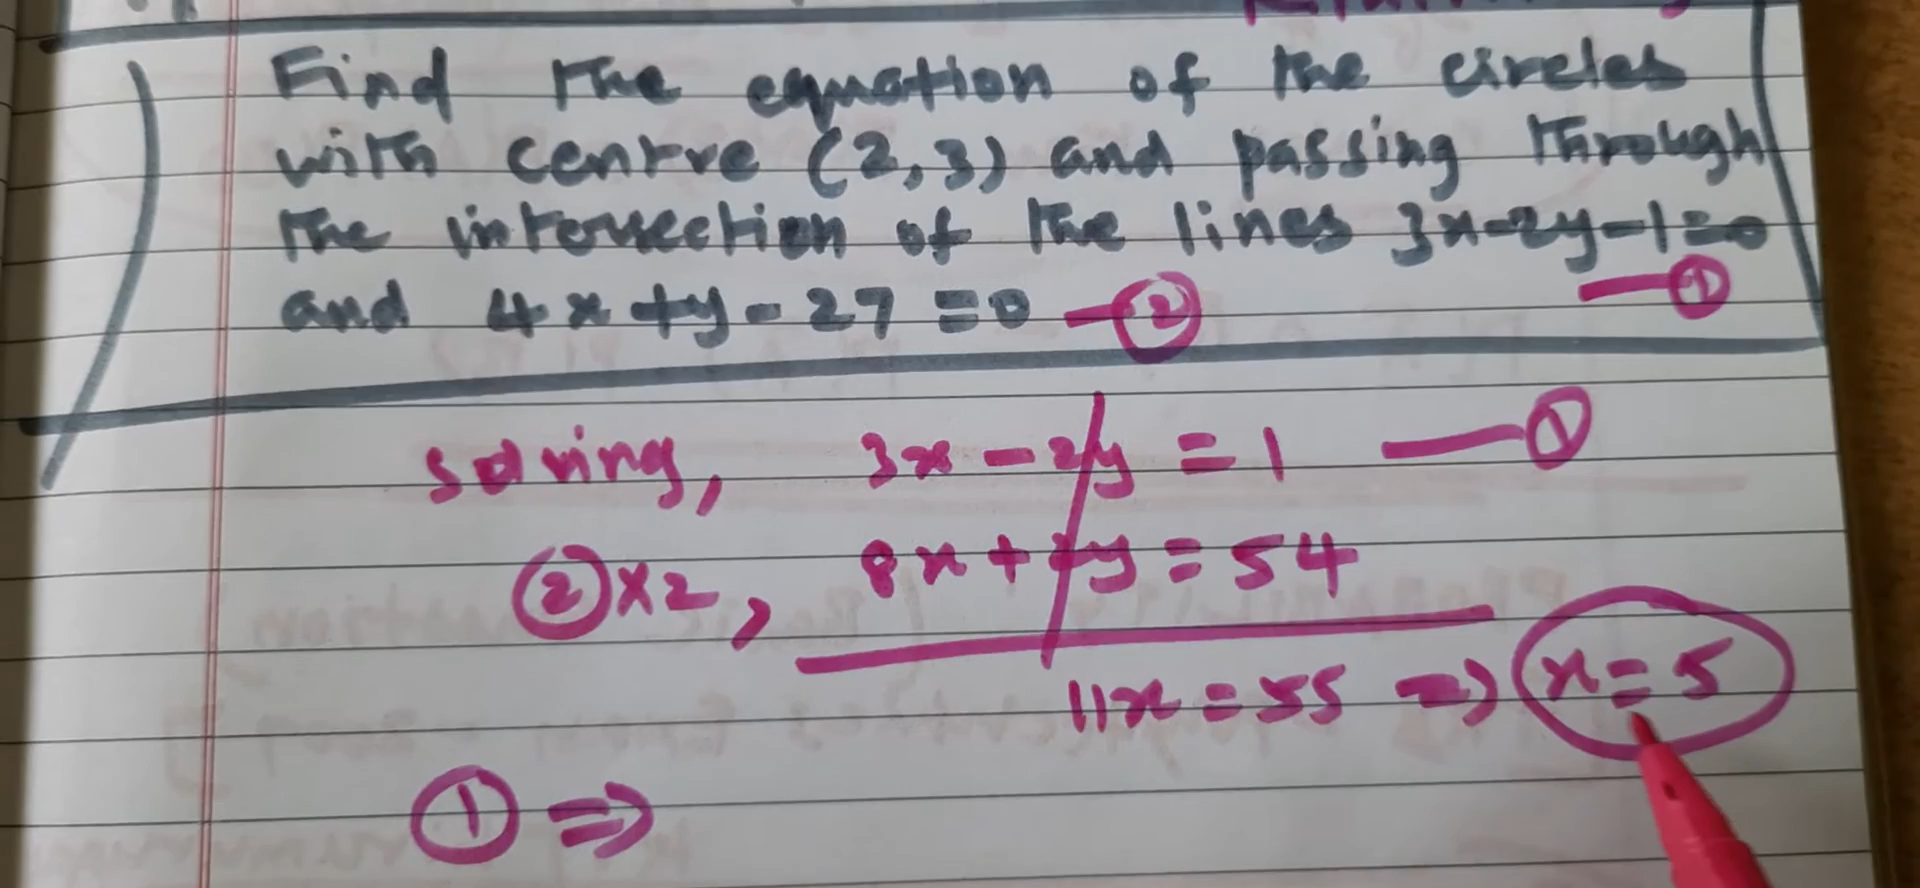 Find the equation of the circles
with centre (2,3) and passing through
the intersection of the lines 3x-2y-1=0
and 4x+y-27=0 —②
—①
solving, 3x-2y=1 —①
②x2, 8x+2y=54
11x=55 => x=5
① =>